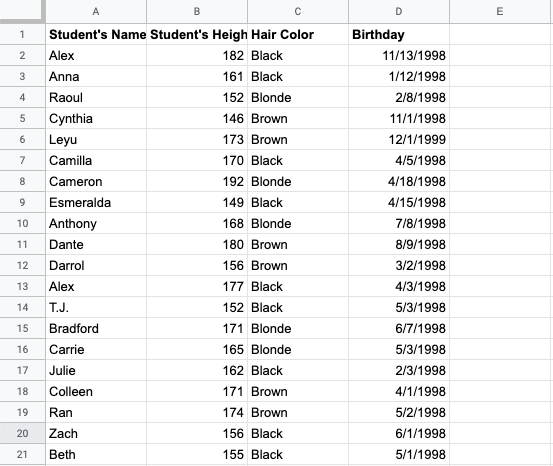 A B C D E
1 Student's Name Student's Heigh Hair Color Birthday
2 Alex 182 Black 11/13/1998
3 Anna 161 Black 1/12/1998
4 Raoul 152 Blonde 2/8/1998
5 Cynthia 146 Brown 11/1/1998
6 Leyu 173 Brown 12/1/1999
7 Camilla 170 Black 4/5/1998
8 Cameron 192 Blonde 4/18/1998
9 Esmeralda 149 Black 4/15/1998
10 Anthony 168 Blonde 7/8/1998
11 Dante 180 Brown 8/9/1998
12 Darrol 156 Brown 3/2/1998
13 Alex 177 Black 4/3/1998
14 T.J. 152 Black 5/3/1998
15 Bradford 171 Blonde 6/7/1998
16 Carrie 165 Blonde 5/3/1998
17 Julie 162 Black 2/3/1998
18 Colleen 171 Brown 4/1/1998
19 Ran 174 Brown 5/2/1998
20 Zach 156 Black 6/1/1998
21 Beth 155 Black 5/1/1998